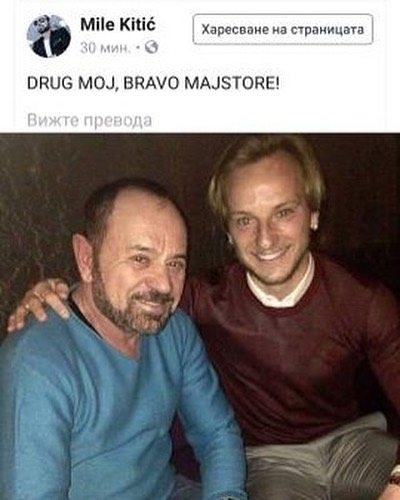 Mile Kitić
Харесване на страницата
30 мин. ·
DRUG MOJ, BRAVO MAJSTORE!
Вижте превода